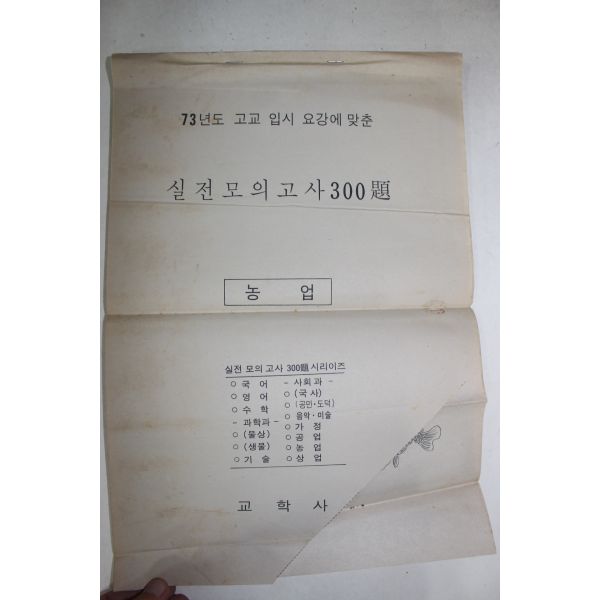 73년도 고교 입시 요강에 맞춘
실전모의고사300題
농 업
실전 모의 고사 300題 시리이즈
○ 국 어 - 사회과 -
○ 영 어 ○ (국 사)
○ 수 학 ○ (공민·도덕)
- 과학과 - ○ 음악·미술
○ (물상) ○ 가 정
○ (생물) ○ 공 업
○ 기 술 ○ 농 업
○ 상 업
교 학 사